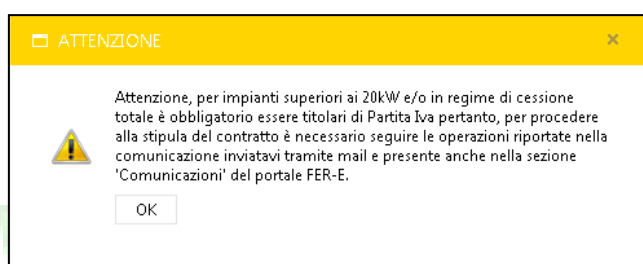 ATTENZIONE
Attenzione, per impianti superiori ai 20kW e/o in regime di cessione
totale è obbligatorio essere titolari di Partita Iva pertanto, per procedere
alla stipula del contratto è necessario seguire le operazioni riportate nella
comunicazione inviatavi tramite mail e presente anche nella sezione
'Comunicazioni' del portale FER-E.
OK